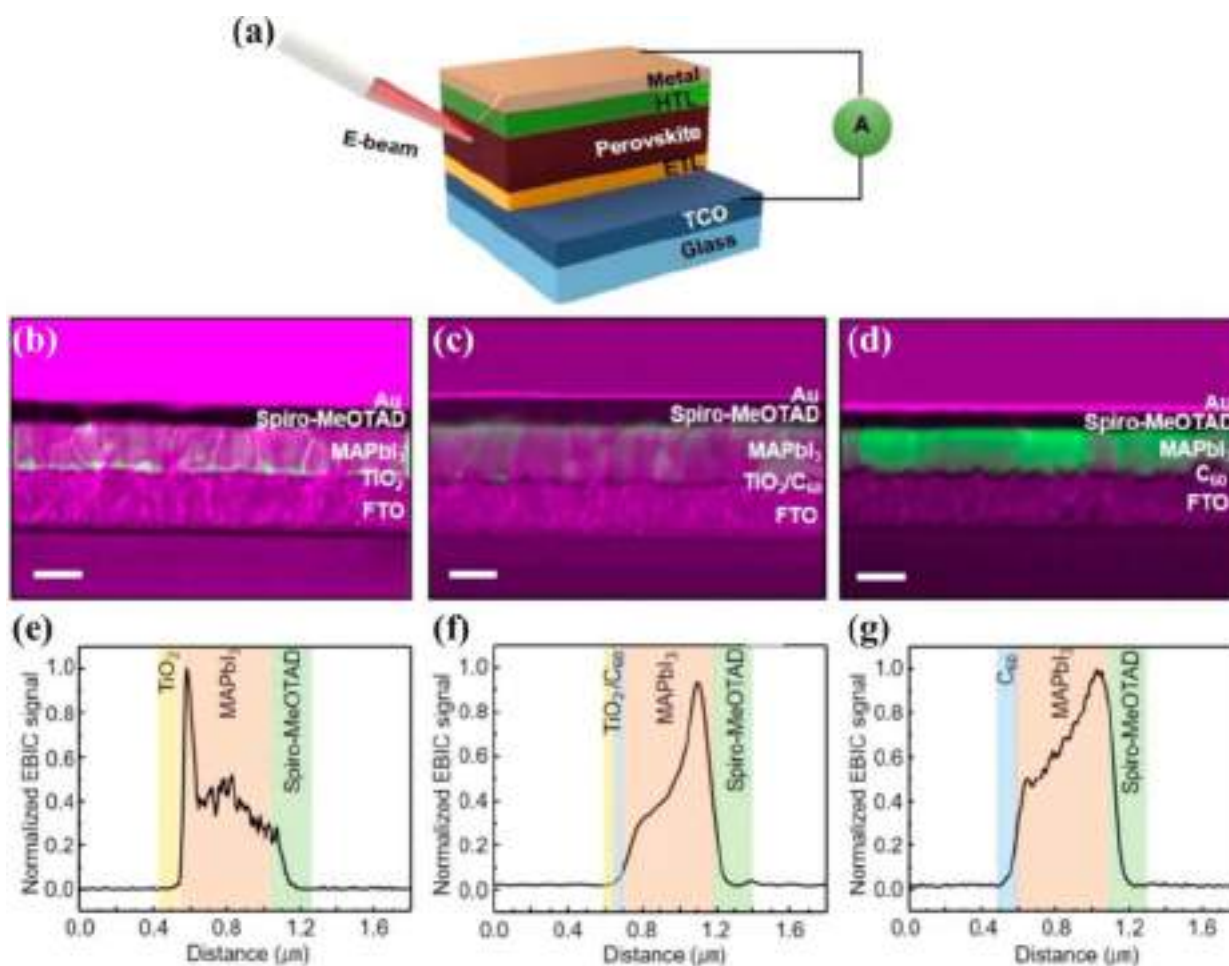 (a)
Metal
HTL
Perovskite
ETL
TCO
Glass
E-beam
A
(b)
Au
Spiro-MeOTAD
MAPbI₃
TiO₂
FTO
(c)
Au
Spiro-MeOTAD
MAPbI₃
TiO₂/C₆₀
FTO
(d)
Au
Spiro-MeOTAD
MAPbI₃
C₆₀
FTO
(e)
Normalized EBIC signal
1.0
0.8
0.6
0.4
0.2
0.0
TiO₂
MAPbI₃
Spiro-MeOTAD
0.0 0.4 0.8 1.2 1.6
Distance (μm)
(f)
Normalized EBIC signal
1.0
0.8
0.6
0.4
0.2
0.0
TiO₂/C₆₀
MAPbI₃
Spiro-MeOTAD
0.0 0.4 0.8 1.2 1.6
Distance (μm)
(g)
Normalized EBIC signal
1.0
0.8
0.6
0.4
0.2
0.0
C₆₀
MAPbI₃
Spiro-MeOTAD
0.0 0.4 0.8 1.2 1.6
Distance (μm)